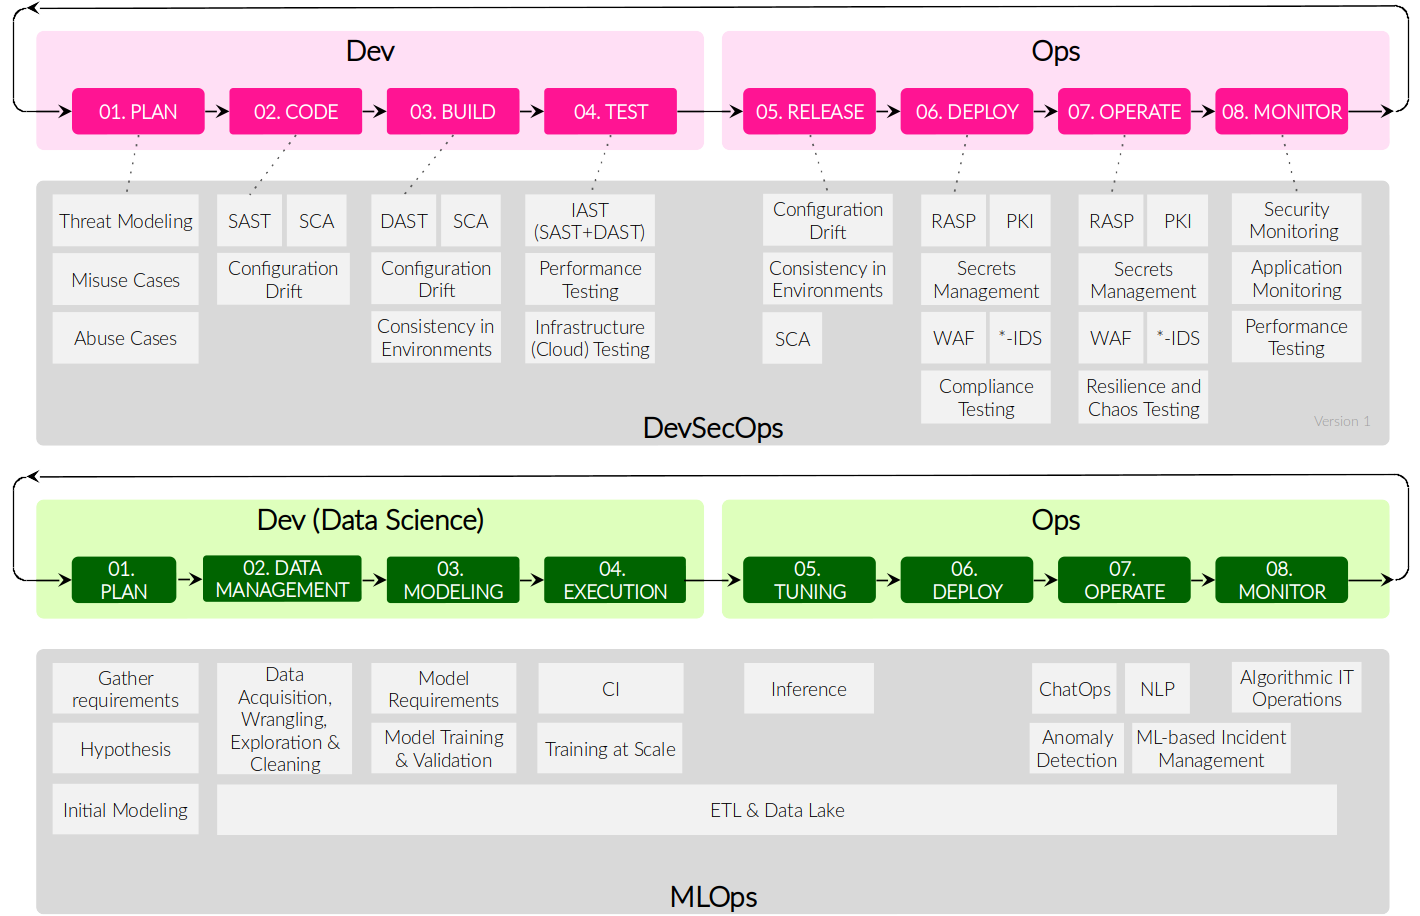 Dev
Ops
01. PLAN
02. CODE
03. BUILD
04. TEST
05. RELEASE
06. DEPLOY
07. OPERATE
08. MONITOR
Threat Modeling
Misuse Cases
Abuse Cases
SAST
SCA
Configuration
Drift
DAST
SCA
Configuration
Drift
Consistency in
Environments
IAST
(SAST+DAST)
Performance
Testing
Infrastructure
(Cloud) Testing
Configuration
Drift
Consistency in
Environments
SCA
RASP
PKI
Secrets
Management
WAF
*-IDS
Compliance
Testing
RASP
PKI
Secrets
Management
WAF
*-IDS
Resilience and
Chaos Testing
Security
Monitoring
Application
Monitoring
Performance
Testing
Version 1
DevSecOps
Dev (Data Science)
Ops
01.
PLAN
02. DATA
MANAGEMENT
03.
MODELING
04.
EXECUTION
05.
TUNING
06.
DEPLOY
07.
OPERATE
08.
MONITOR
Gather
requirements
Hypothesis
Initial Modeling
Data
Acquisition,
Wrangling,
Exploration &
Cleaning
Model
Requirements
Model Training
& Validation
CI
Training at Scale
Inference
ChatOps
NLP
Anomaly
Detection
ML-based Incident
Management
Algorithmic IT
Operations
ETL & Data Lake
MLOps